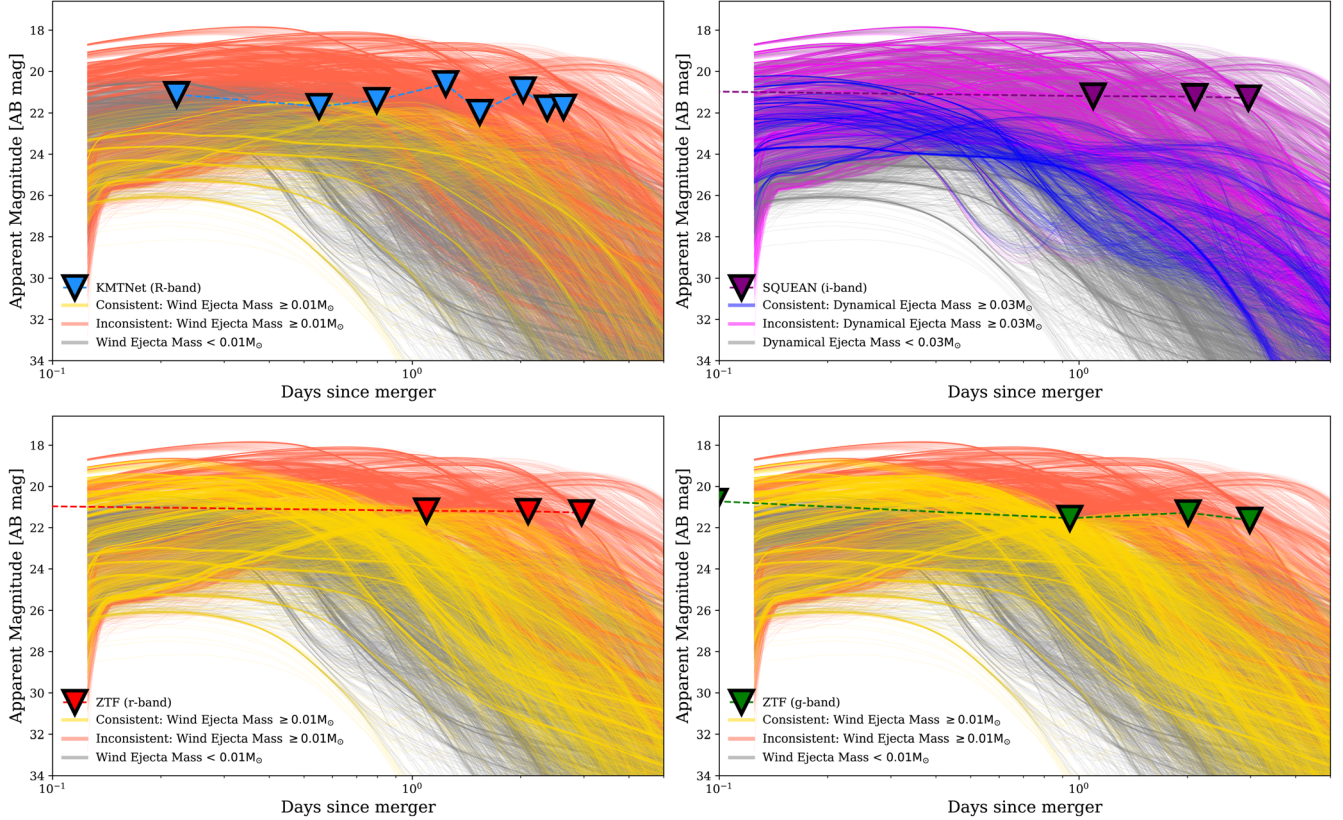 18
20
22
24
26
28
30
32
34
Apparent Magnitude [AB mag]
KMTNet (R-band)
Consistent: Wind Ejecta Mass ≥ 0.01M⊙
Inconsistent: Wind Ejecta Mass ≥ 0.01M⊙
Wind Ejecta Mass < 0.01M⊙
10⁻¹
10⁰
Days since merger
18
20
22
24
26
28
30
32
34
Apparent Magnitude [AB mag]
SQUEAN (i-band)
Consistent: Dynamical Ejecta Mass ≥ 0.03M⊙
Inconsistent: Dynamical Ejecta Mass ≥ 0.03M⊙
Dynamical Ejecta Mass < 0.03M⊙
10⁻¹
10⁰
Days since merger
18
20
22
24
26
28
30
32
34
Apparent Magnitude [AB mag]
ZTF (r-band)
Consistent: Wind Ejecta Mass ≥ 0.01M⊙
Inconsistent: Wind Ejecta Mass ≥ 0.01M⊙
Wind Ejecta Mass < 0.01M⊙
10⁻¹
10⁰
Days since merger
18
20
22
24
26
28
30
32
34
Apparent Magnitude [AB mag]
ZTF (g-band)
Consistent: Wind Ejecta Mass ≥ 0.01M⊙
Inconsistent: Wind Ejecta Mass ≥ 0.01M⊙
Wind Ejecta Mass < 0.01M⊙
10⁻¹
10⁰
Days since merger